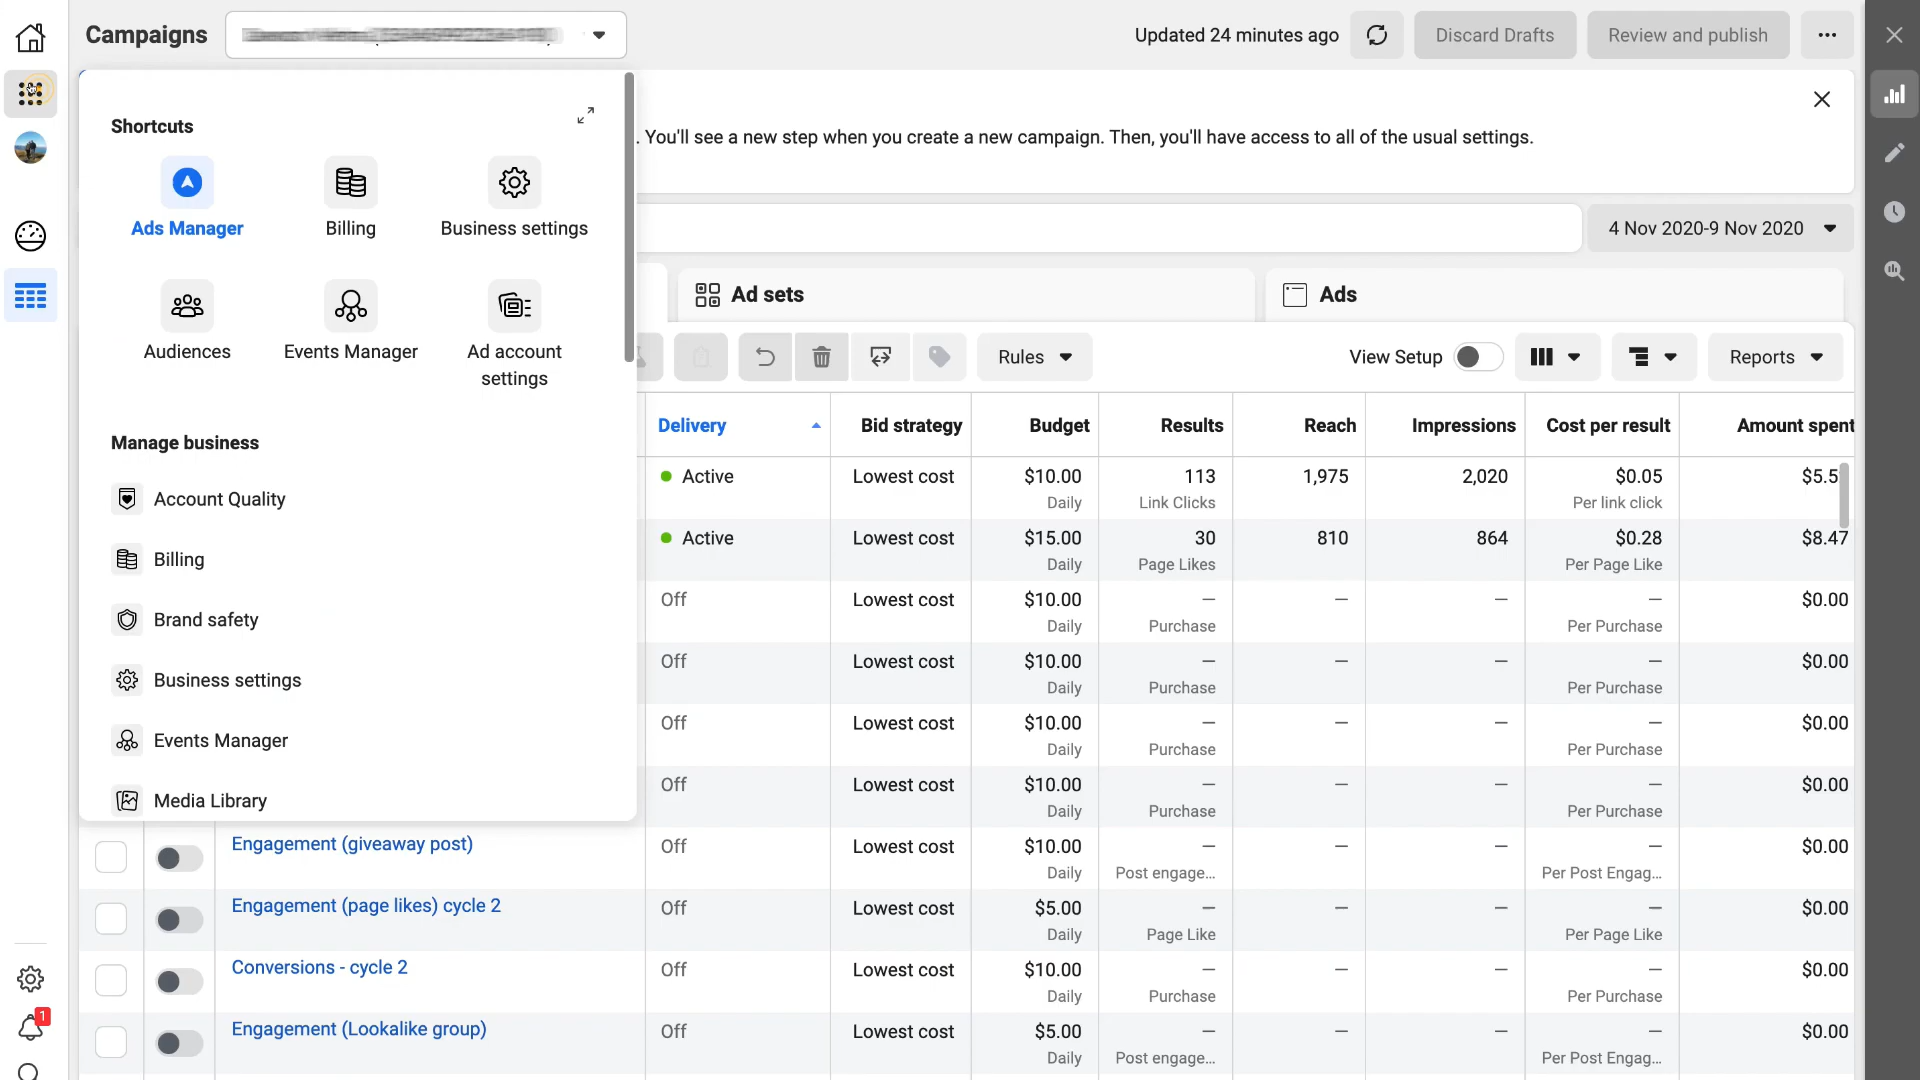 Campaigns
Updated 24 minutes ago
Discard Drafts
Review and publish
Shortcuts
. You'll see a new step when you create a new campaign. Then, you'll have access to all of the usual settings.
Ads Manager
Billing
Business settings
4 Nov 2020-9 Nov 2020
Audiences
Events Manager
Ad account settings
Ad sets
Ads
Rules
View Setup
Reports
Manage business
Account Quality
Billing
Brand safety
Business settings
Events Manager
Media Library
Delivery Bid strategy Budget Results Reach Impressions Cost per result Amount spent
Active Lowest cost $10.00 113 1,975 2,020 $0.05 $5.5
Daily Link Clicks Per link click
Active Lowest cost $15.00 30 810 864 $0.28 $8.47
Daily Page Likes Per Page Like
Off Lowest cost $10.00 — — — — $0.00
Daily Purchase Per Purchase
Off Lowest cost $10.00 — — — — $0.00
Daily Purchase Per Purchase
Off Lowest cost $10.00 — — — — $0.00
Daily Purchase Per Purchase
Off Lowest cost $10.00 — — — — $0.00
Daily Purchase Per Purchase
Engagement (giveaway post) Off Lowest cost $10.00 — — — — $0.00
Daily Post engage... Per Post Engag...
Engagement (page likes) cycle 2 Off Lowest cost $5.00 — — — — $0.00
Daily Page Like Per Page Like
Conversions - cycle 2 Off Lowest cost $10.00 — — — — $0.00
Daily Purchase Per Purchase
Engagement (Lookalike group) Off Lowest cost $5.00 — — — — $0.00
Daily Post engage... Per Post Engag...
1